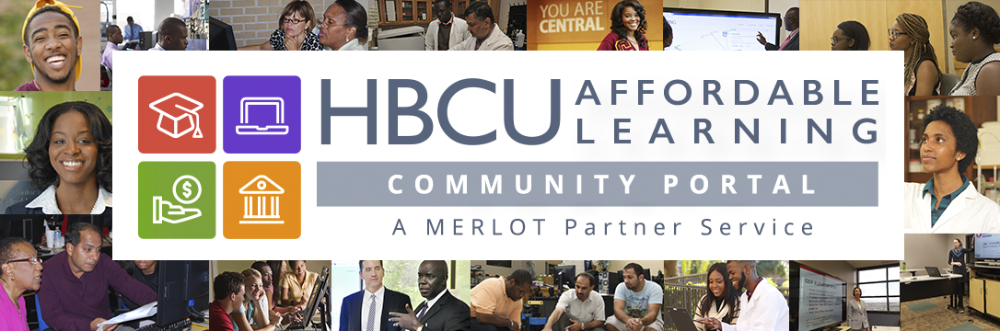 YOU ARE
CENTRAL
HBCU AFFORDABLE
LEARNING
COMMUNITY PORTAL
A MERLOT Partner Service